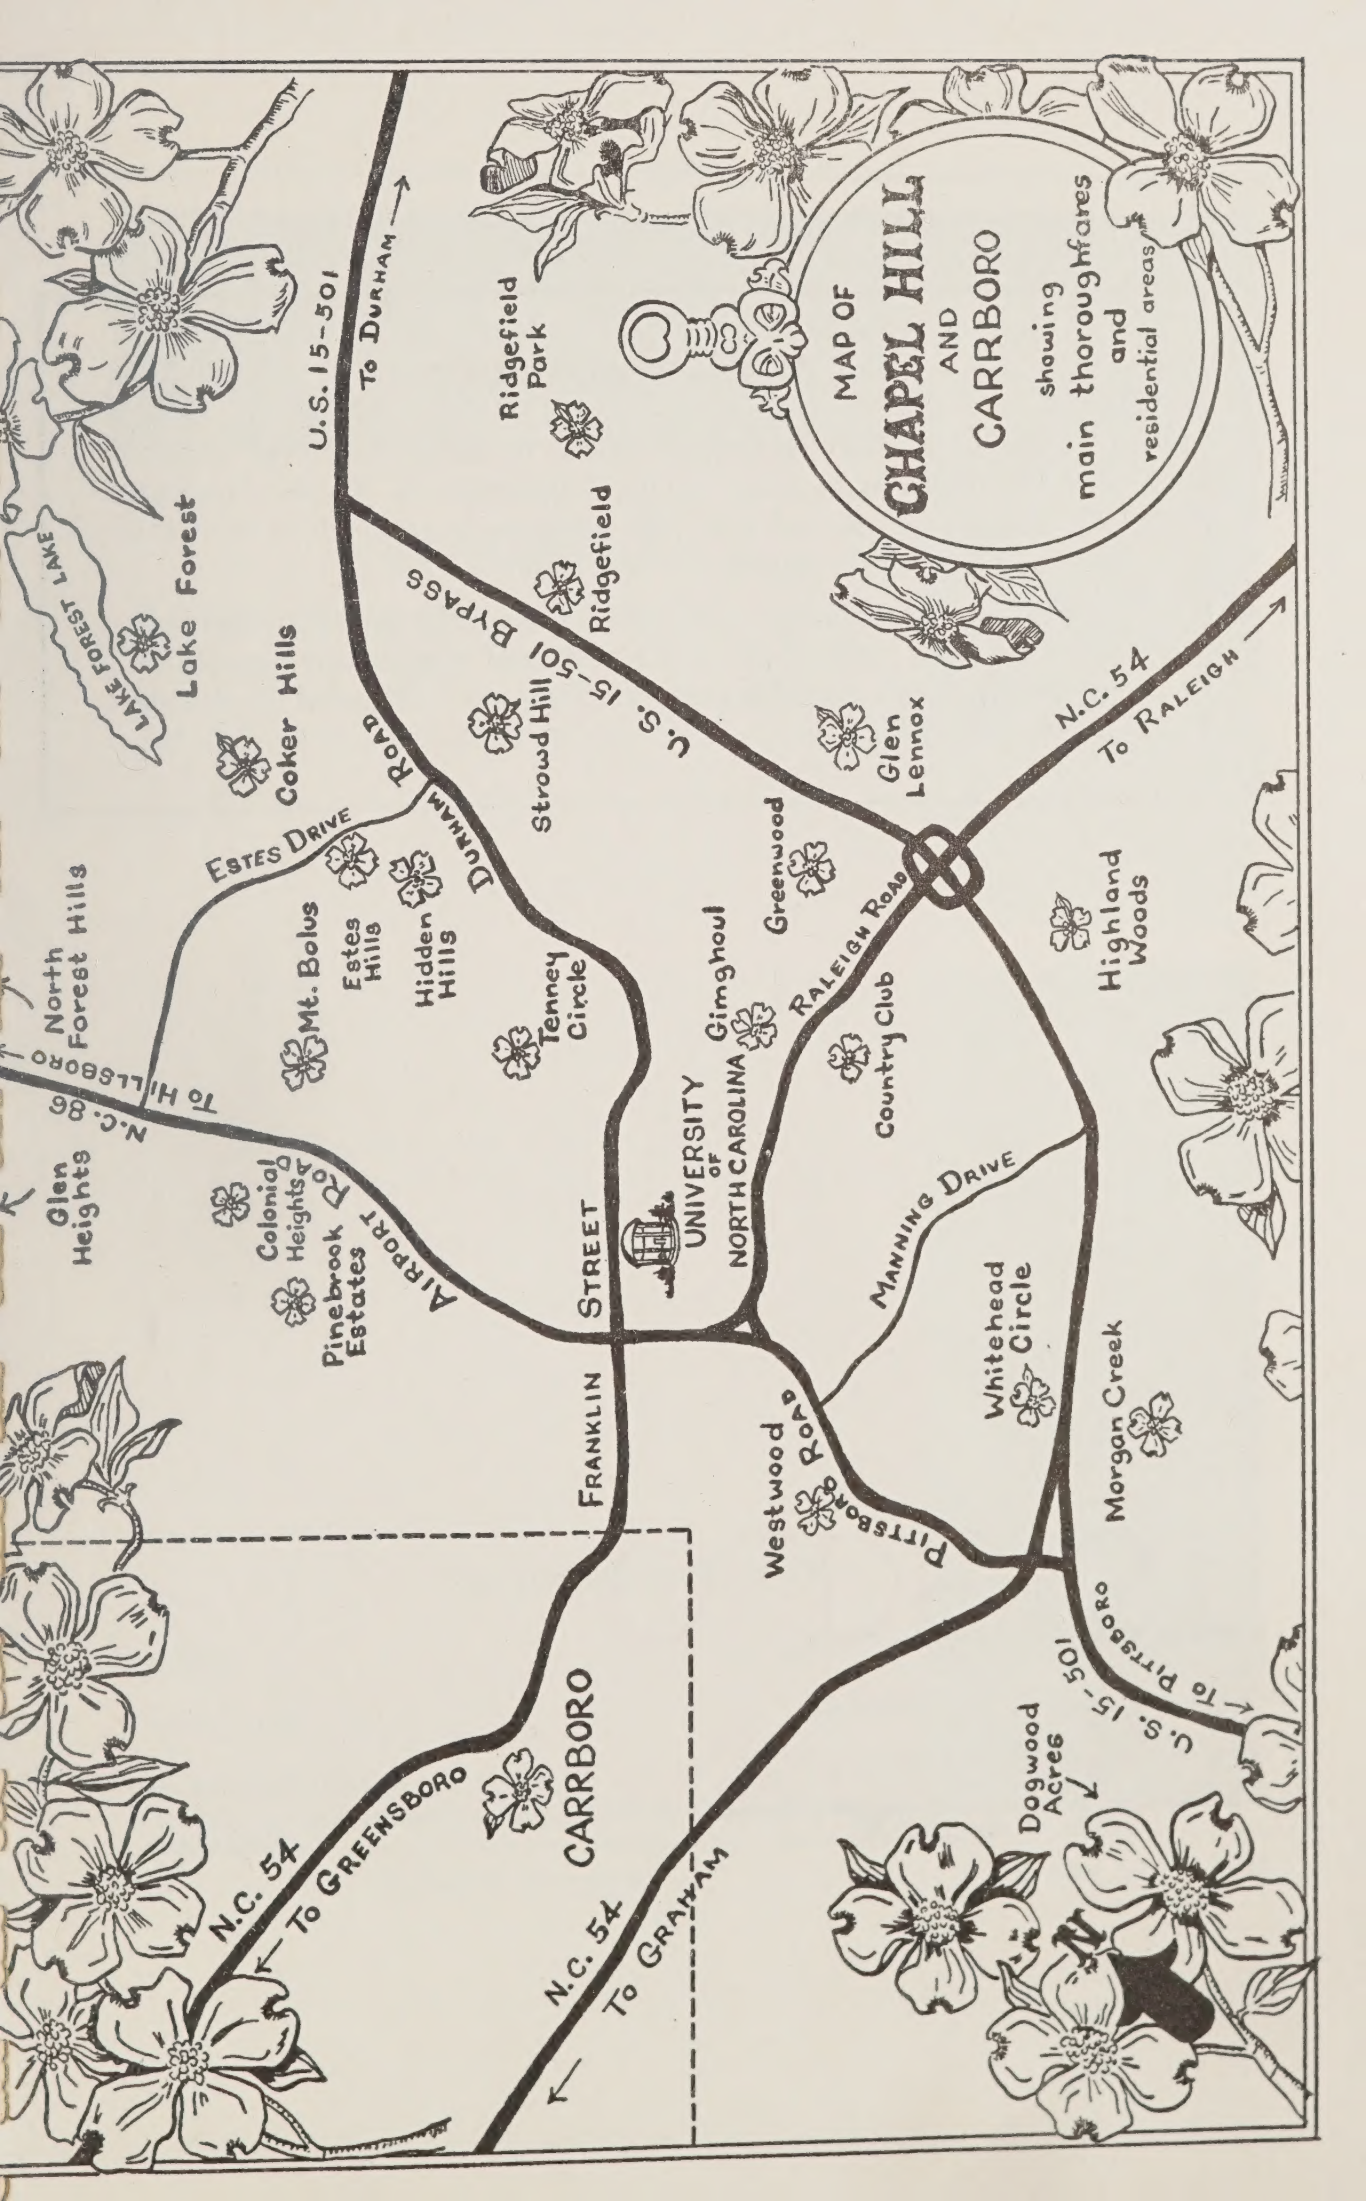 MAP OF
CHAPEL HILL
AND
CARRBORO
showing
main thoroughfares
and
residential areas
U.S. 15-501
To DURHAM
Ridgefield
Park
LAKE FOREST LAKE
Lake Forest
Coker Hills
U.S. 15-501 BYPASS
Ridgefield
Strowd Hill
DURHAM ROAD
ESTES DRIVE
Glen
Lennox
N.C. 54
To RALEIGH
Greenwood
RALEIGH ROAD
Highland
Woods
North
Forest Hills
Mt. Bolus
Estes
Hills
Hidden
Hills
Tenney
Circle
Gimghoul
Country Club
N.C. 86
To HILLSBORO
Glen
Heights
Colonial
Heights
Pinebrook
Estates
AIRPORT ROAD
FRANKLIN STREET
UNIVERSITY
OF
NORTH CAROLINA
MANNING DRIVE
Whitehead
Circle
Morgan Creek
Westwood
PITTSBORO ROAD
U.S. 15-501
To PITTSBORO
Dogwood
Acres
CARRBORO
N.C. 54
To GREENSBORO
N.C. 54
To GRAHAM
N